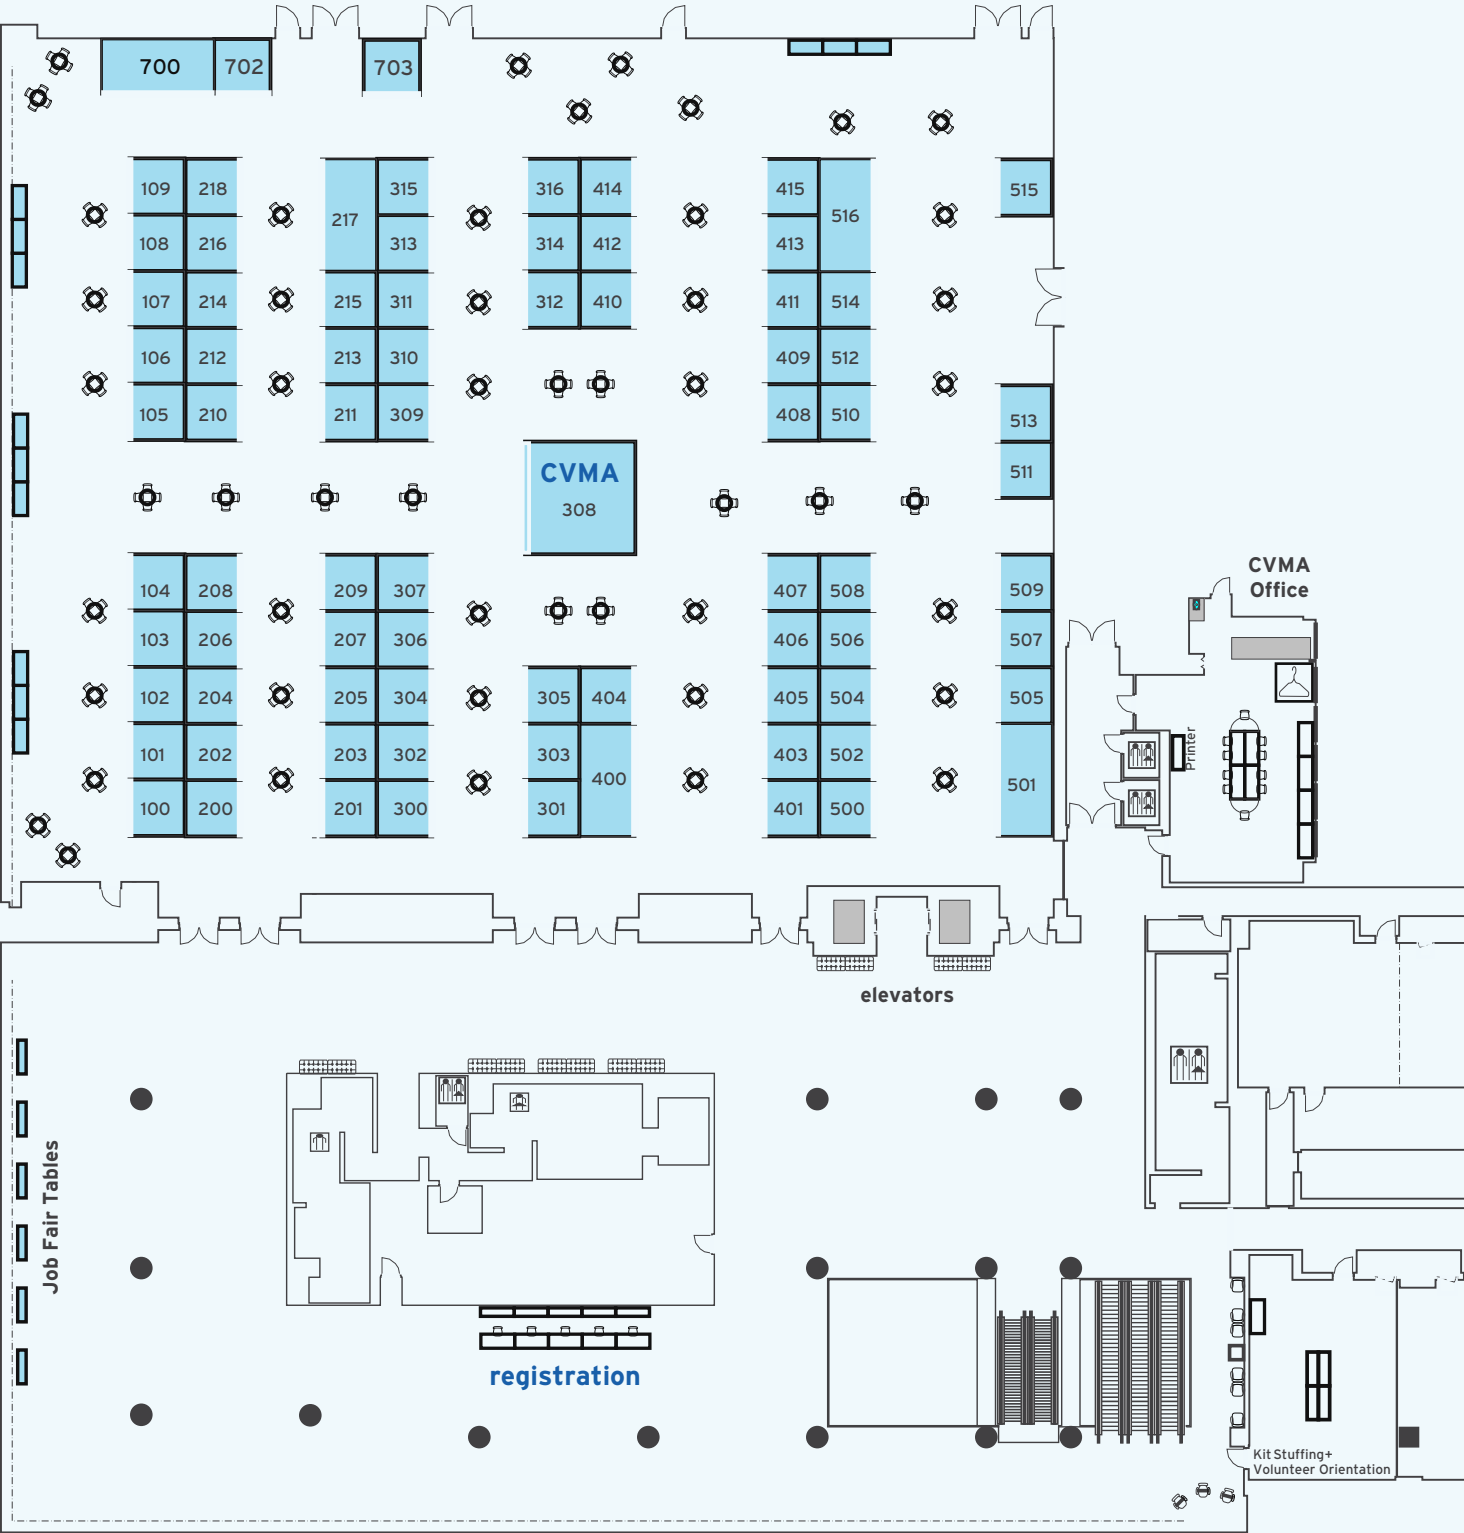 700 702 703
109 218 315 316 414 415 515
217 516
108 216 313 314 412 413
107 214 215 311 312 410 411 514
106 212 213 310 409 512
105 210 211 309 408 510 513
CVMA 511
308
CVMA
Office
104 208 209 307 407 508 509
103 206 207 306 406 506 507
102 204 205 304 305 404 405 504 505
101 202 203 302 303 403 502
400 501
100 200 201 300 301 401 500
Printer
elevators
Job Fair Tables
registration
Kit Stuffing+
Volunteer Orientation